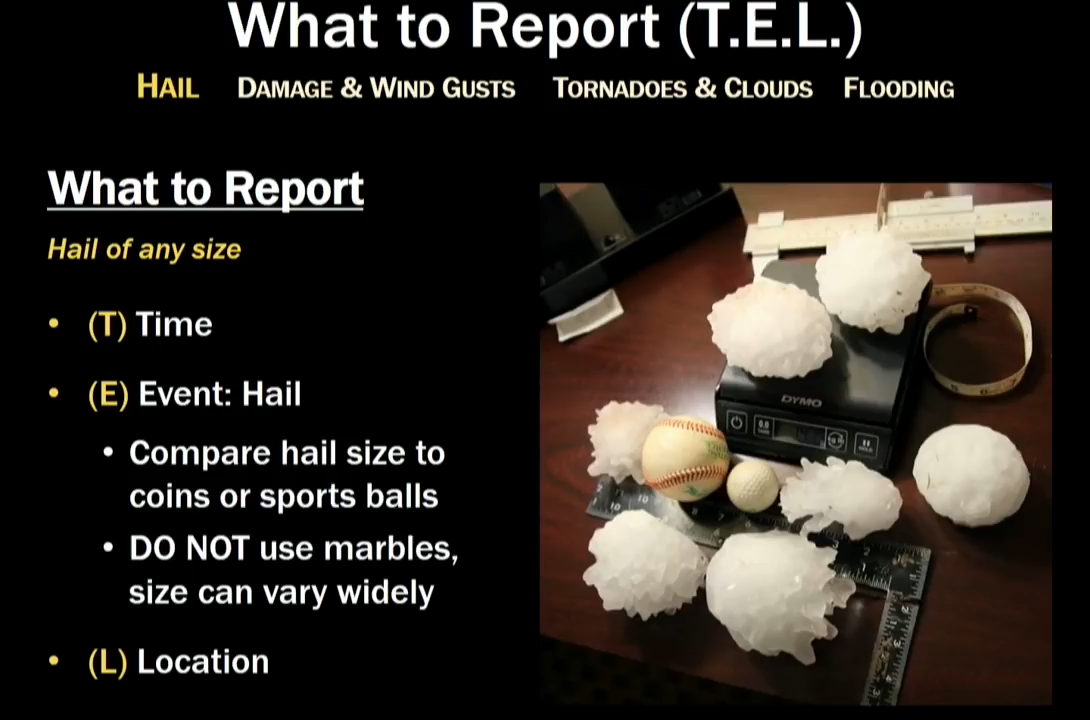 What to Report (T.E.L.)
HAIL DAMAGE & WIND GUSTS TORNADOES & CLOUDS FLOODING
What to Report
Hail of any size
• (T) Time
• (E) Event: Hail
• Compare hail size to
coins or sports balls
• DO NOT use marbles,
size can vary widely
• (L) Location
DYMO